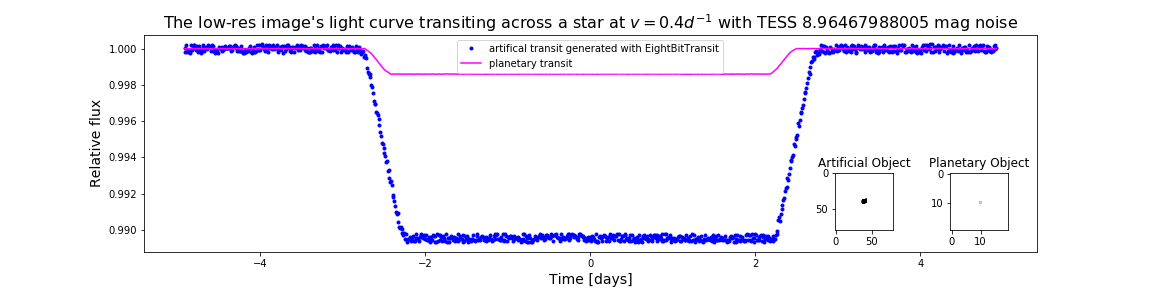 The low-res image's light curve transiting across a star at v = 0.4d⁻¹ with TESS 8.96467988005 mag noise
artifical transit generated with EightBitTransit
planetary transit
Relative flux
1.000
0.998
0.996
0.994
0.992
0.990
−4
−2
0
2
4
Time [days]
Artificial Object
0
50
0
50
Planetary Object
0
10
0
10